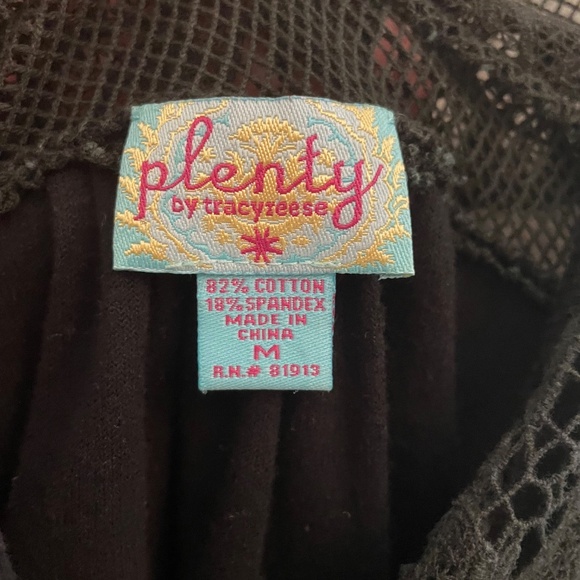 plenty
by tracyreese
82% COTTON
18% SPANDEX
MADE IN
CHINA
M
R.N.# 81913